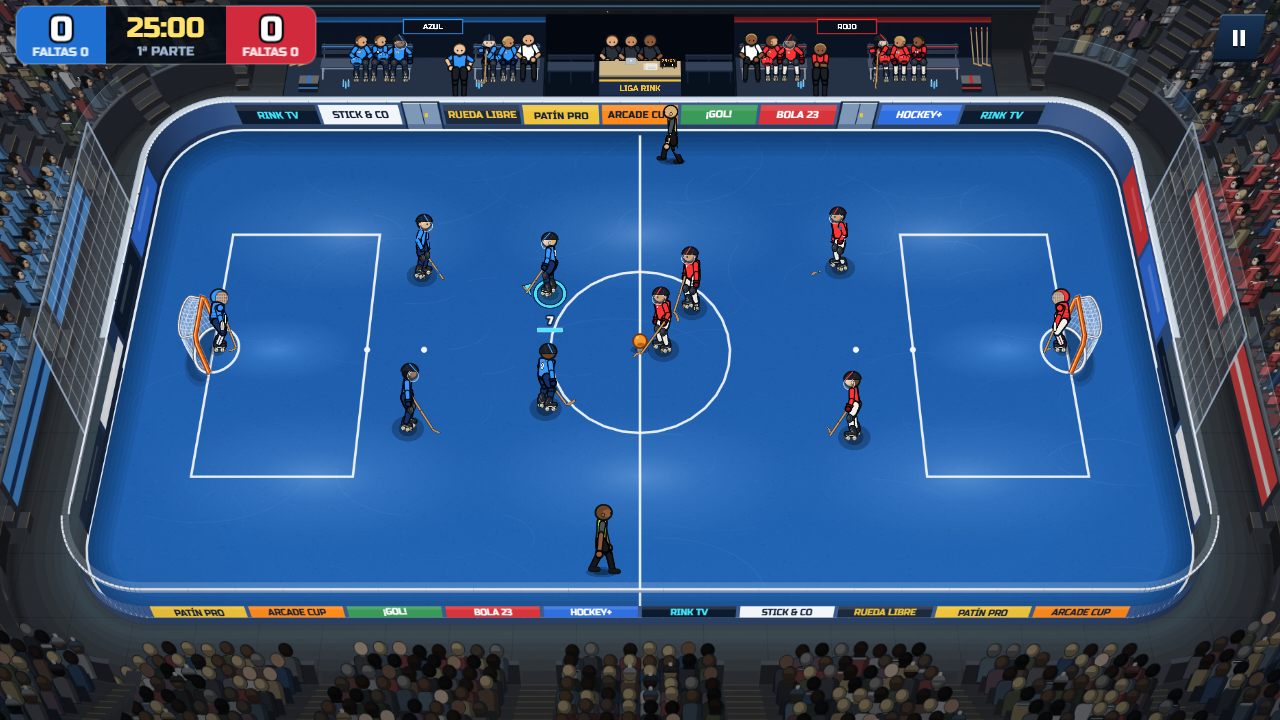 0
FALTAS 0
25:00
1ª PARTE
0
FALTAS 0
AZUL
ROJO
LIGA RINK
RINK TV
STICK & CO
RUEDA LIBRE
PATÍN PRO
ARCADE CU
¡GOL!
BOLA 23
HOCKEY+
RINK TV
7
PATÍN PRO
ARCADE CUP
¡GOL!
BOLA 23
HOCKEY+
RINK TV
STICK & CO
RUEDA LIBRE
PATÍN PRO
ARCADE CUP